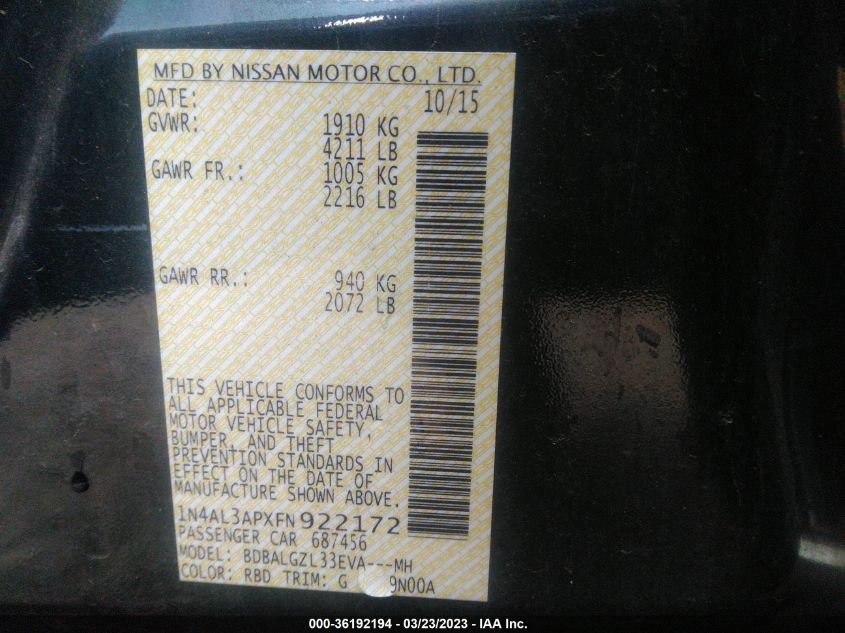 MFD BY NISSAN MOTOR CO., LTD.
DATE: 10/15
GVWR: 1910 KG
4211 LB
GAWR FR.: 1005 KG
2216 LB
GAWR RR.: 940 KG
2072 LB
THIS VEHICLE CONFORMS TO
ALL APPLICABLE FEDERAL
MOTOR VEHICLE SAFETY,
BUMPER, AND THEFT
PREVENTION STANDARDS IN
EFFECT ON THE DATE OF
MANUFACTURE SHOWN ABOVE.
1N4AL3APXFN922172
PASSENGER CAR 687456
MODEL: BDBALGZL33EVA---MH
COLOR: RBD TRIM: G 9N00A
000-36192194 - 03/23/2023 - IAA Inc.